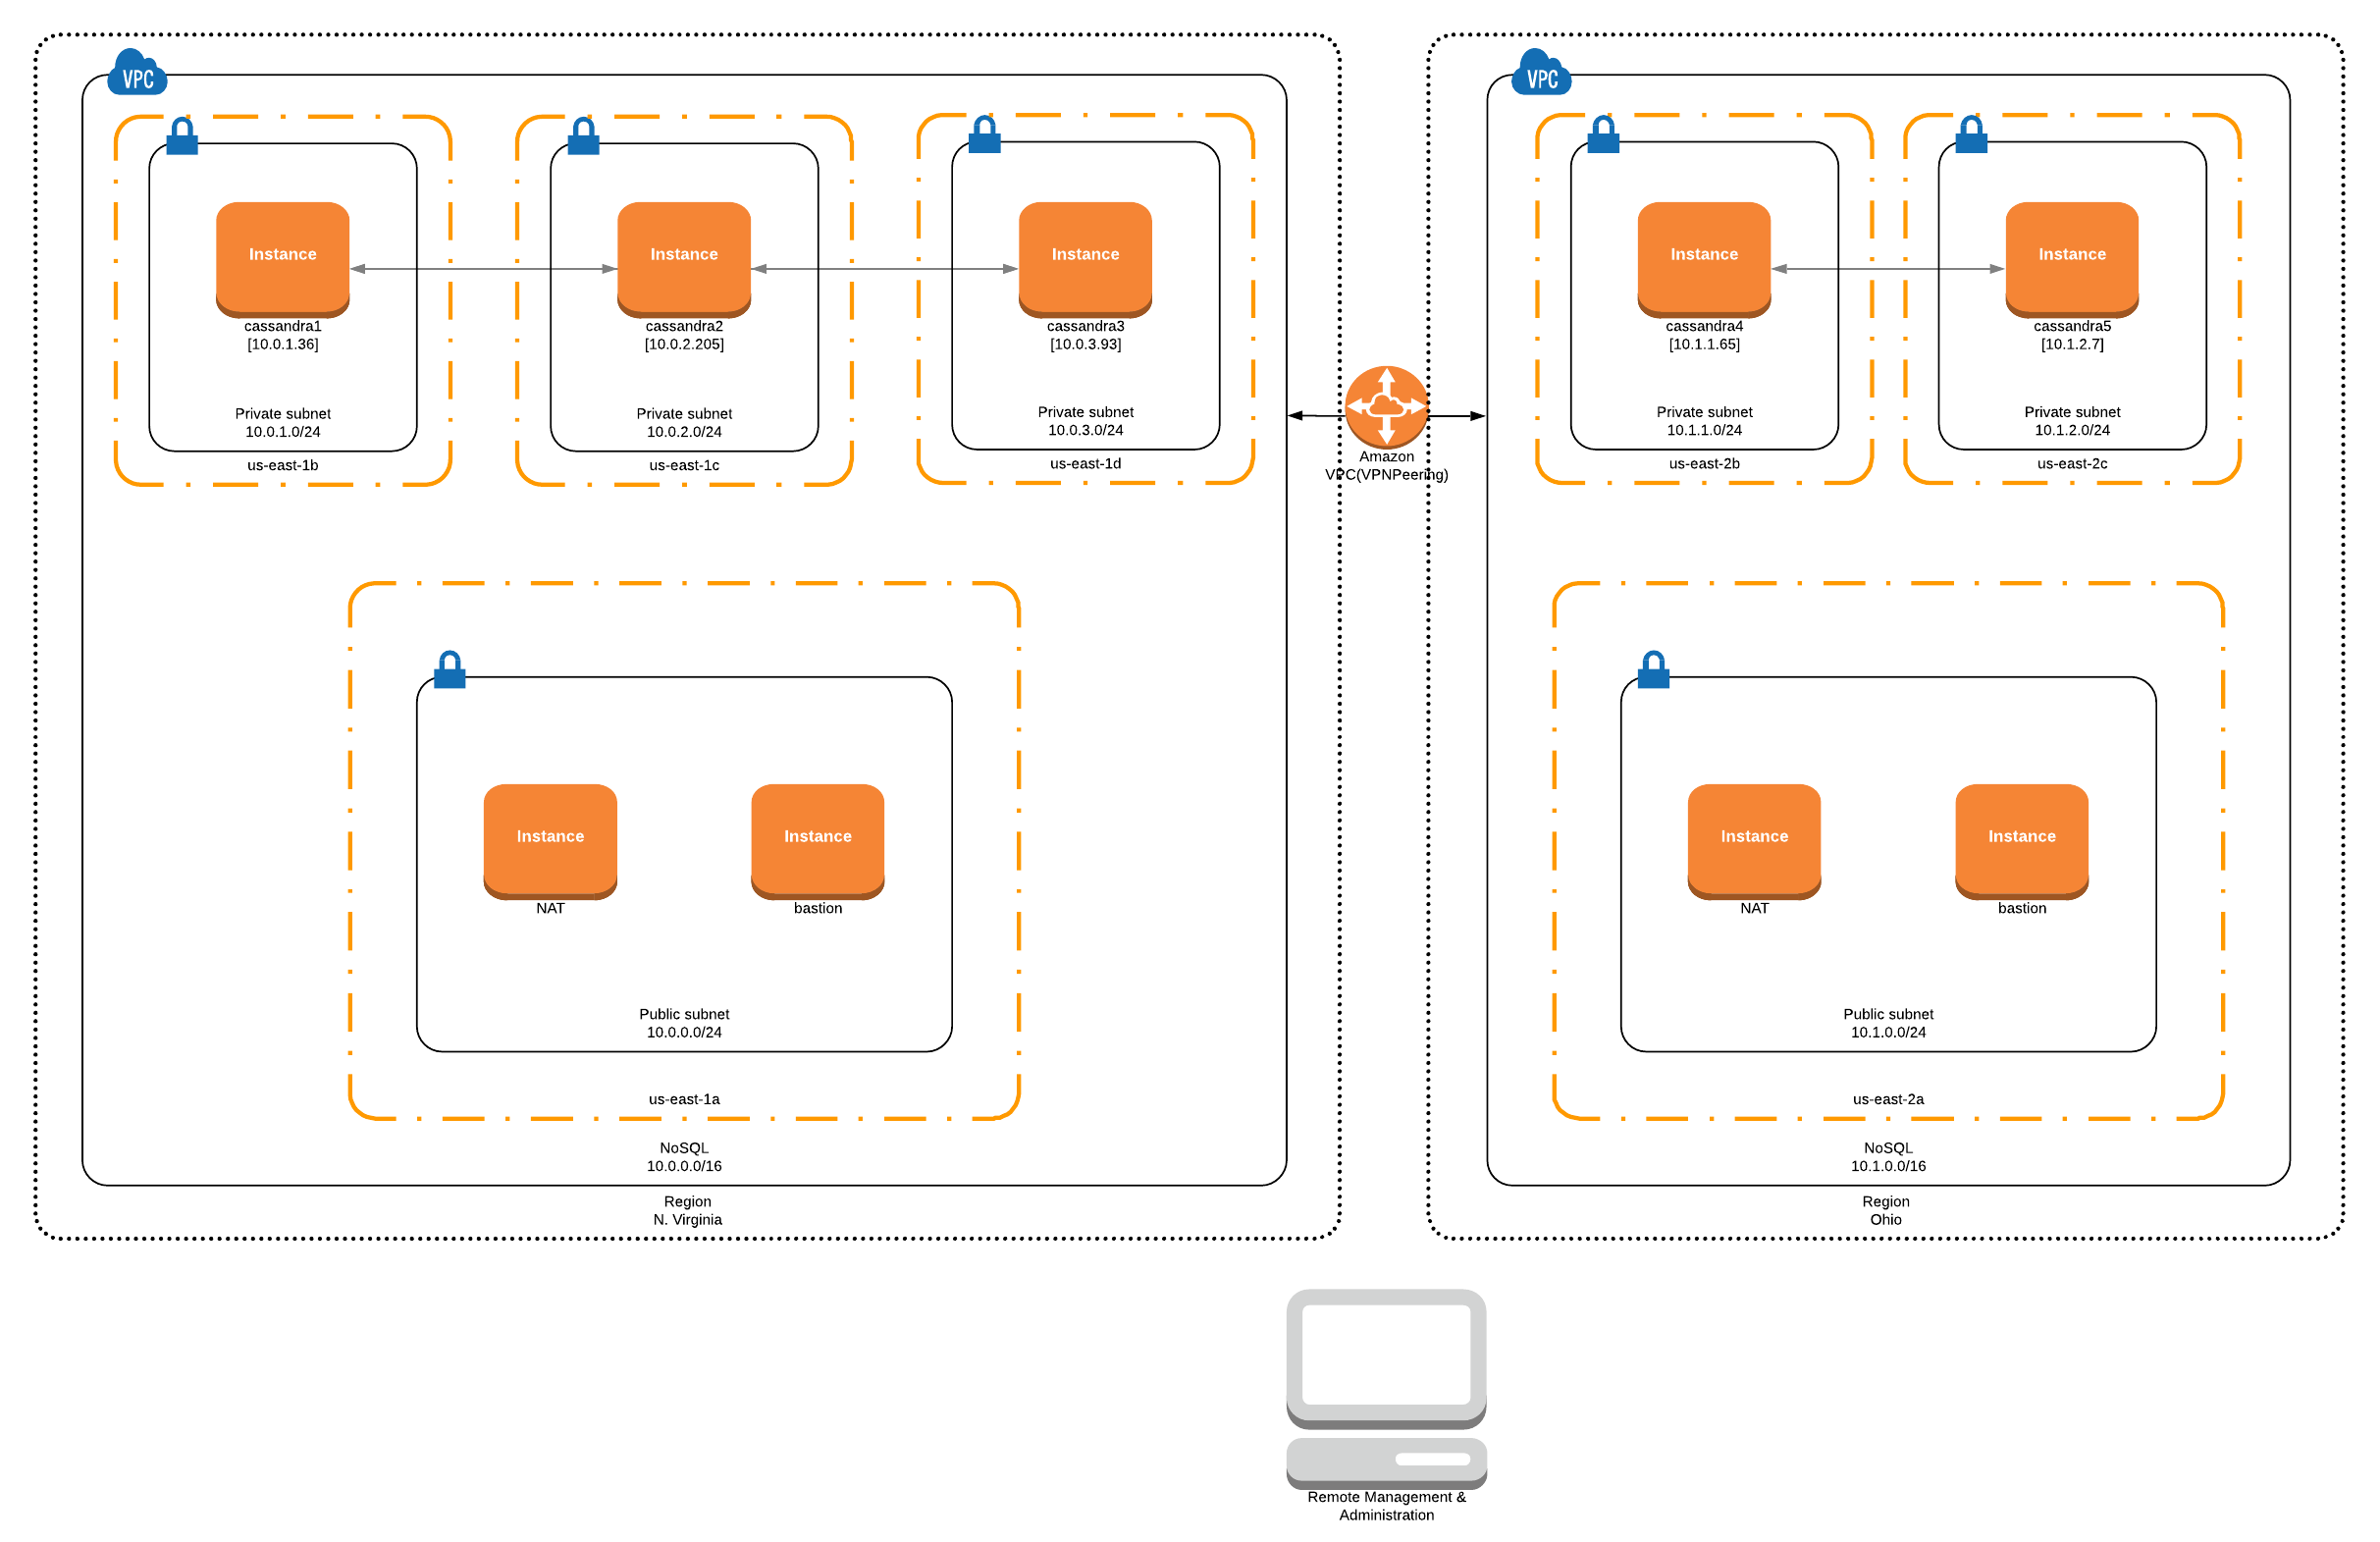 VPC
Instance
cassandra1
[10.0.1.36]
Private subnet
10.0.1.0/24
us-east-1b
Instance
cassandra2
[10.0.2.205]
Private subnet
10.0.2.0/24
us-east-1c
Instance
cassandra3
[10.0.3.93]
Private subnet
10.0.3.0/24
us-east-1d
Instance
NAT
Instance
bastion
Public subnet
10.0.0.0/24
us-east-1a
NoSQL
10.0.0.0/16
Region
N. Virginia
Amazon
VPC(VPNPeering)
VPC
Instance
cassandra4
[10.1.1.65]
Private subnet
10.1.1.0/24
us-east-2b
Instance
cassandra5
[10.1.2.7]
Private subnet
10.1.2.0/24
us-east-2c
Instance
NAT
Instance
bastion
Public subnet
10.1.0.0/24
us-east-2a
NoSQL
10.1.0.0/16
Region
Ohio
Remote Management &
Administration